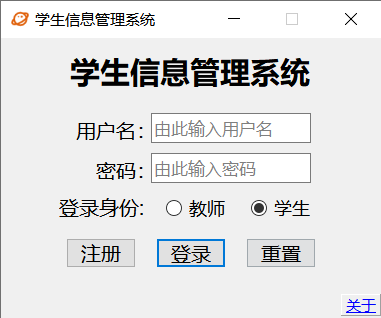 学生信息管理系统
学生信息管理系统
用户名: 由此输入用户名
密码: 由此输入密码
登录身份: 教师 学生
注册 登录 重置
关于